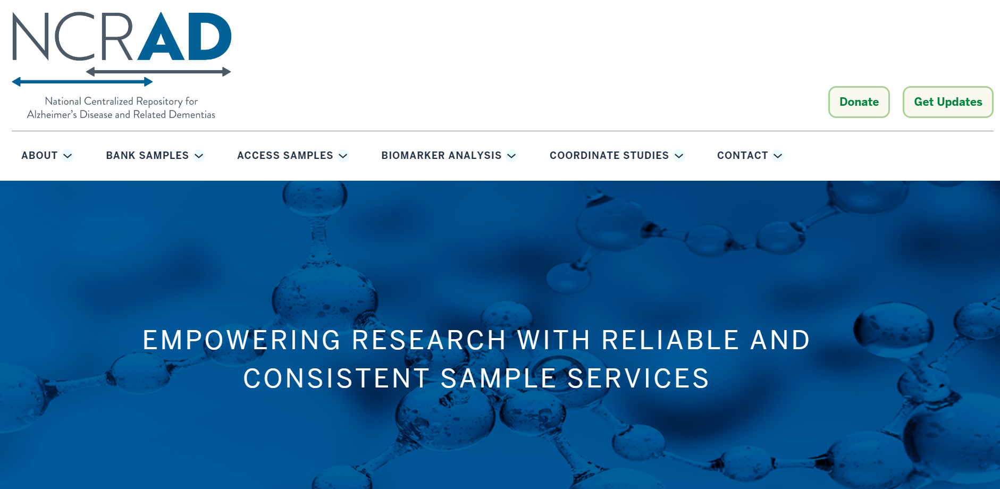 NCRAD
National Centralized Repository for
Alzheimer’s Disease and Related Dementias
Donate
Get Updates
ABOUT
BANK SAMPLES
ACCESS SAMPLES
BIOMARKER ANALYSIS
COORDINATE STUDIES
CONTACT
EMPOWERING RESEARCH WITH RELIABLE AND
CONSISTENT SAMPLE SERVICES